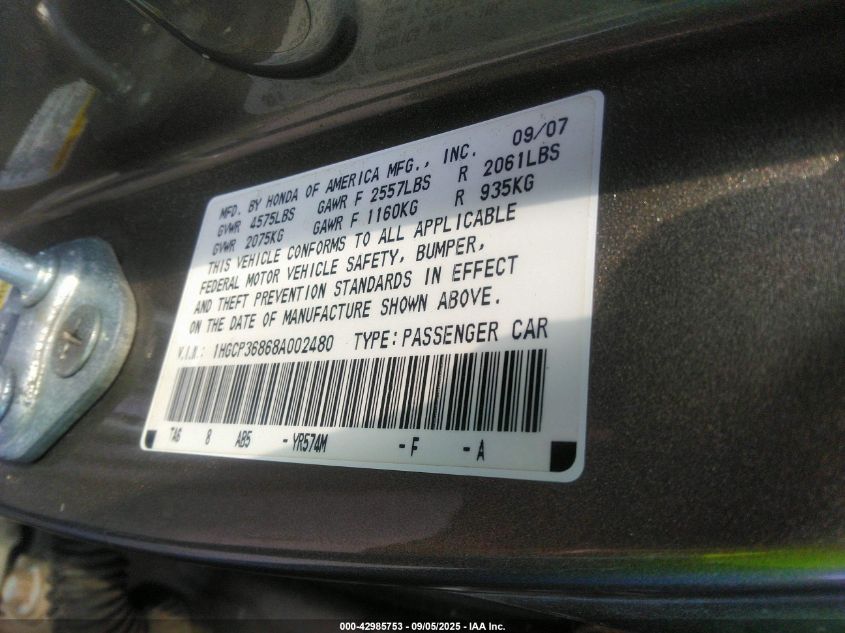 MFD. BY HONDA OF AMERICA MFG., INC. 09/07
GVWR 4575LBS GAWR F 2557LBS R 2061LBS
GVWR 2075KG GAWR F 1160KG R 935KG
THIS VEHICLE CONFORMS TO ALL APPLICABLE
FEDERAL MOTOR VEHICLE SAFETY, BUMPER,
AND THEFT PREVENTION STANDARDS IN EFFECT
ON THE DATE OF MANUFACTURE SHOWN ABOVE.
V.I.N.: 1HGCP36868A002480 TYPE:PASSENGER CAR
TAG 8 AB5 -YR574M -F -A
000-42985753 - 09/05/2025 - IAA Inc.